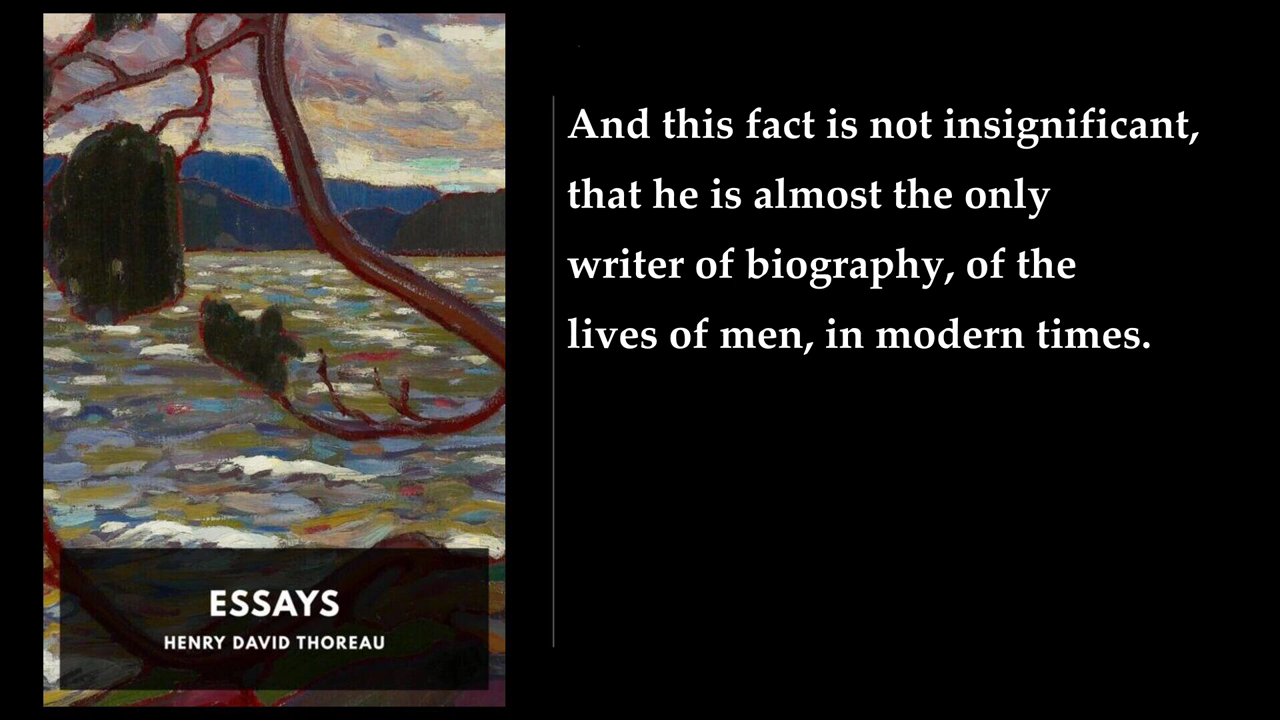 ESSAYS
HENRY DAVID THOREAU
And this fact is not insignificant,
that he is almost the only
writer of biography, of the
lives of men, in modern times.